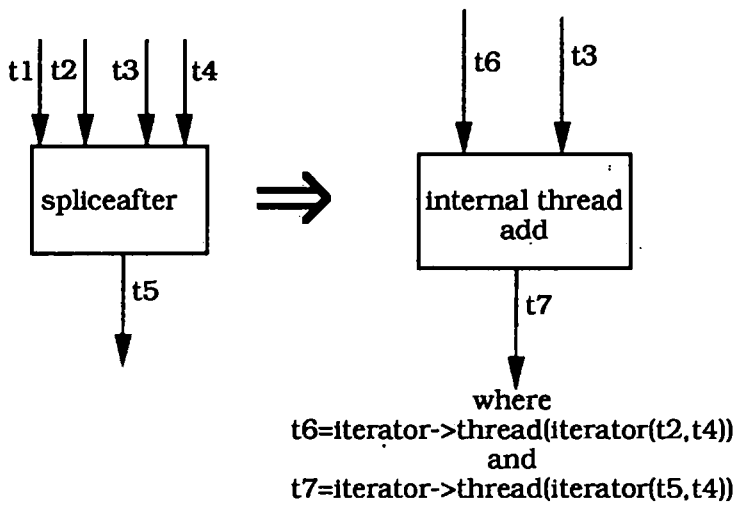 t1 t2 t3 t4
spliceafter
t5
t6 t3
internal thread
add
t7
where
t6=iterator->thread(iterator(t2,t4))
and
t7=iterator->thread(iterator(t5,t4))